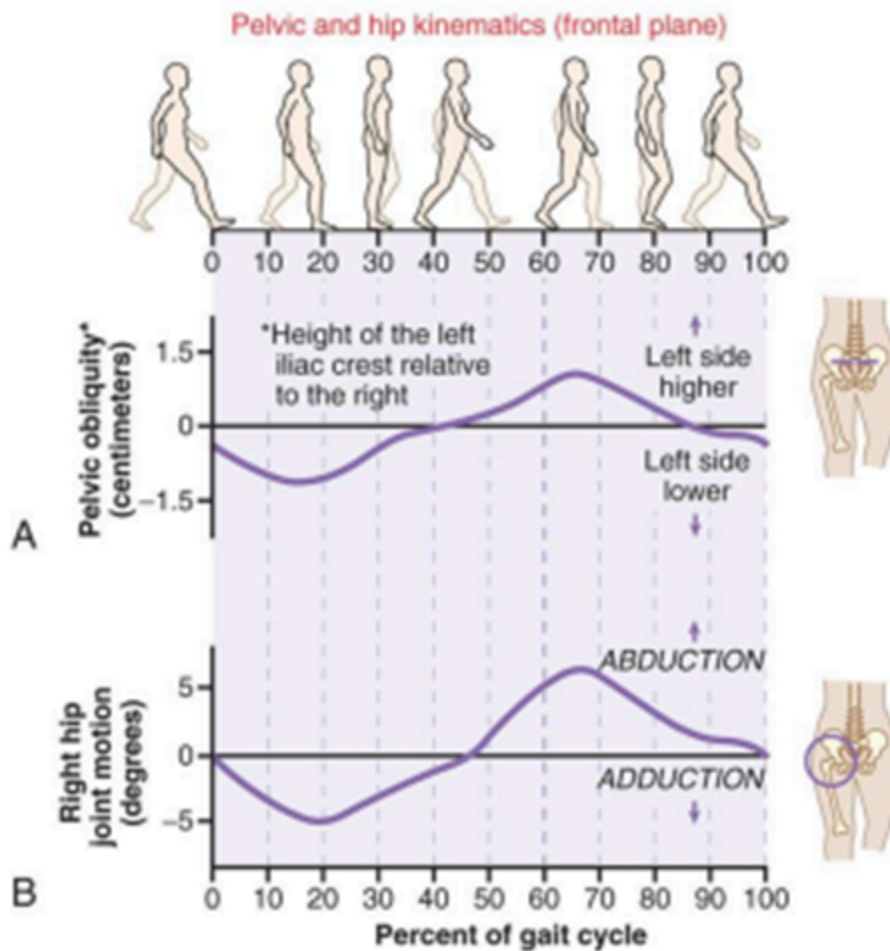 Pelvic and hip kinematics (frontal plane)
0 10 20 30 40 50 60 70 80 90 100
Pelvic obliquity*
(centimeters)
1.5
0
−1.5
*Height of the left
iliac crest relative
to the right
Left side
higher
Left side
lower
A
Right hip
joint motion
(degrees)
5
0
−5
ABDUCTION
ADDUCTION
B
0 10 20 30 40 50 60 70 80 90 100
Percent of gait cycle